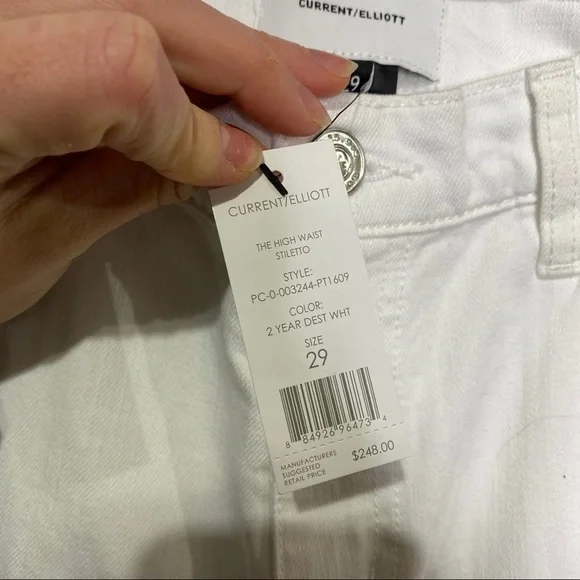 CURRENT/ELLIOTT
29
CURRENT/ELLIOTT
THE HIGH WAIST
STILETTO
STYLE:
PC-0-003244-PT1609
COLOR:
2 YEAR DEST WHT
SIZE
29
8 84926 96473 4
MANUFACTURERS
SUGGESTED
RETAIL PRICE
$248.00